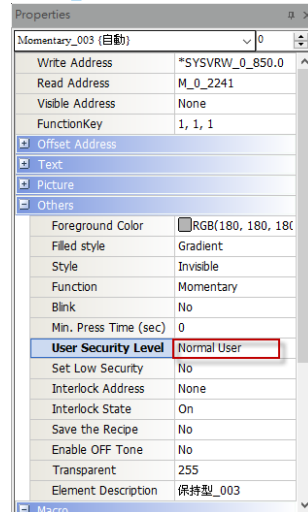 Properties
Momentary_003 {自動} 0
Write Address *SYSVRW_0_850.0
Read Address M_0_2241
Visible Address None
FunctionKey 1, 1, 1
Offset Address
Text
Picture
Others
Foreground Color RGB(180, 180, 180
Filled style Gradient
Style Invisible
Function Momentary
Blink No
Min. Press Time (sec) 0
User Security Level Normal User
Set Low Security No
Interlock Address None
Interlock State On
Save the Recipe No
Enable OFF Tone No
Transparent 255
Element Description 保持型_003
Macro